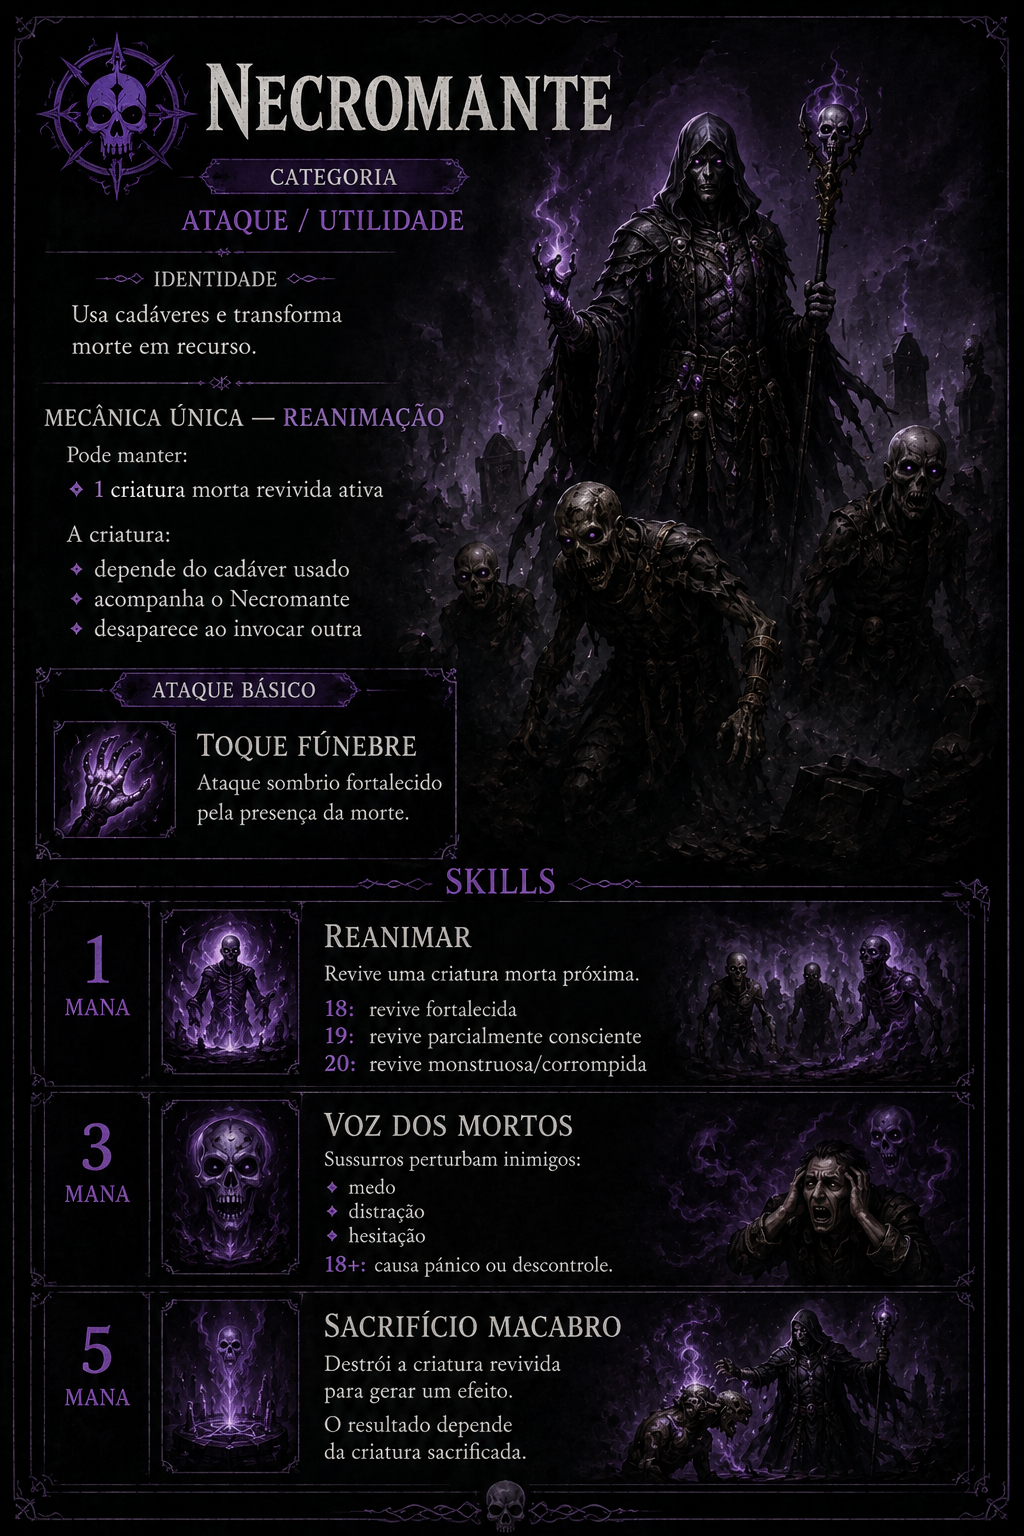 NECROMANTE
CATEGORIA
ATAQUE / UTILIDADE
IDENTIDADE
Usa cadáveres e transforma
morte em recurso.
MECÂNICA ÚNICA — REANIMAÇÃO
Pode manter:
1 criatura morta revivida ativa
A criatura:
depende do cadáver usado
acompanha o Necromante
desaparece ao invocar outra
ATAQUE BÁSICO
TOQUE FÚNEBRE
Ataque sombrio fortalecido
pela presença da morte.
SKILLS
1
MANA
REANIMAR
Revive uma criatura morta próxima.
18: revive fortalecida
19: revive parcialmente consciente
20: revive monstruosa/corrompida
3
MANA
VOZ DOS MORTOS
Sussurros perturbam inimigos:
medo
distração
hesitação
18+: causa pánico ou descontrole.
5
MANA
SACRIFÍCIO MACABRO
Destrói a criatura revivida
para gerar um efeito.
O resultado depende
da criatura sacrificada.